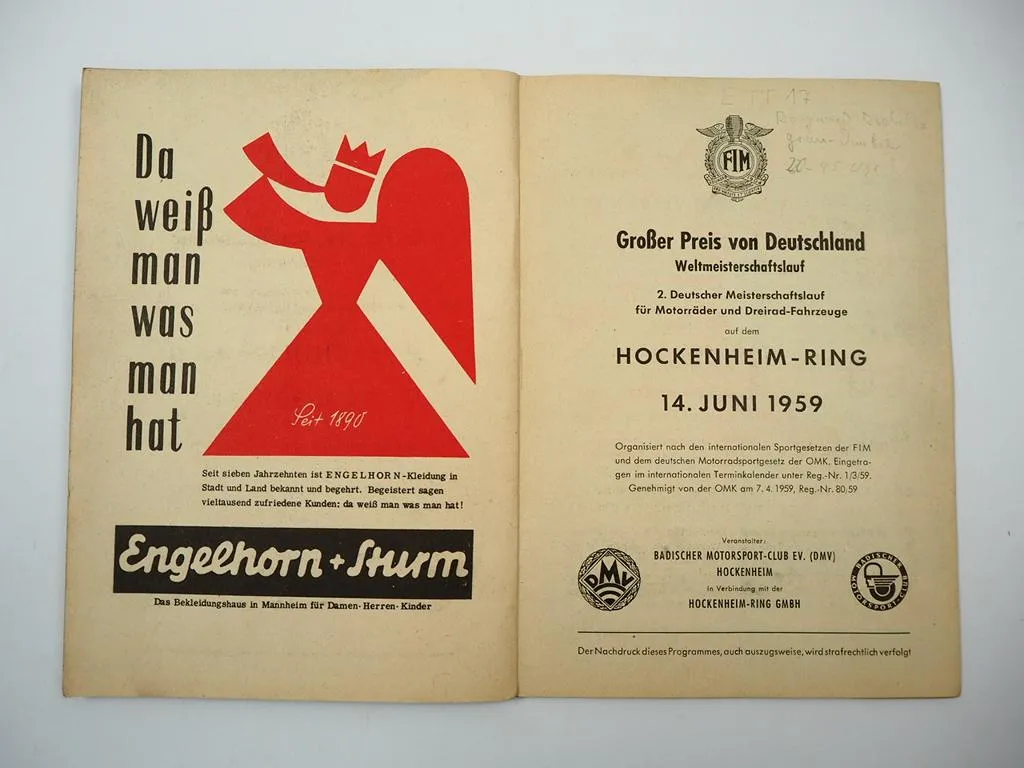 Da
weiß
man
was
man
hat
Seit 1890
Seit sieben Jahrzehnten ist ENGELHORN-Kleidung in
Stadt und Land bekannt und begehrt. Begeistert sagen
vieltausend zufriedene Kunden: da weiß man was man hat!
Engelhorn + Sturm
Das Bekleidungshaus in Mannheim für Damen-Herren-Kinder
E TT 17
FIM
Großer Preis von Deutschland
Weltmeisterschaftslauf
2. Deutscher Meisterschaftslauf
für Motorräder und Dreirad-Fahrzeuge
auf dem
HOCKENHEIM-RING
14. JUNI 1959
Organisiert nach den internationalen Sportgesetzen der FIM
und dem deutschen Motorradsportgesetz der OMK. Eingetra-
gen im internationalen Terminkalender unter Reg.-Nr. 1/3/59.
Genehmigt von der OMK am 7. 4. 1959, Reg.-Nr. 80/59
Veranstalter:
BADISCHER MOTORSPORT-CLUB EV. (DMV)
HOCKENHEIM
In Verbindung mit der
HOCKENHEIM-RING GMBH
DMV
BADISCHER
MOTORSPORT-CLUB
Der Nachdruck dieses Programmes, auch auszugsweise, wird strafrechtlich verfolgt